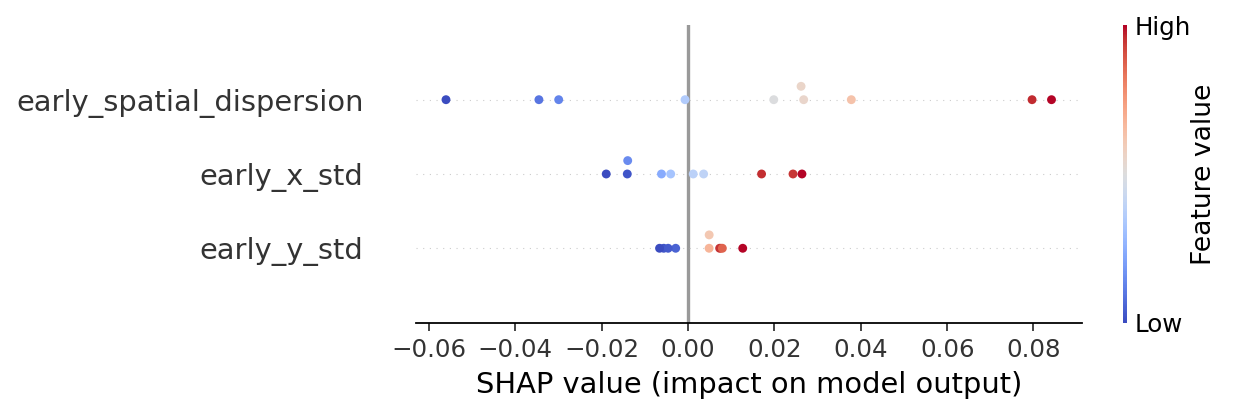 High
early_spatial_dispersion
early_x_std
early_y_std
Feature value
Low
−0.06 −0.04 −0.02 0.00 0.02 0.04 0.06 0.08
SHAP value (impact on model output)